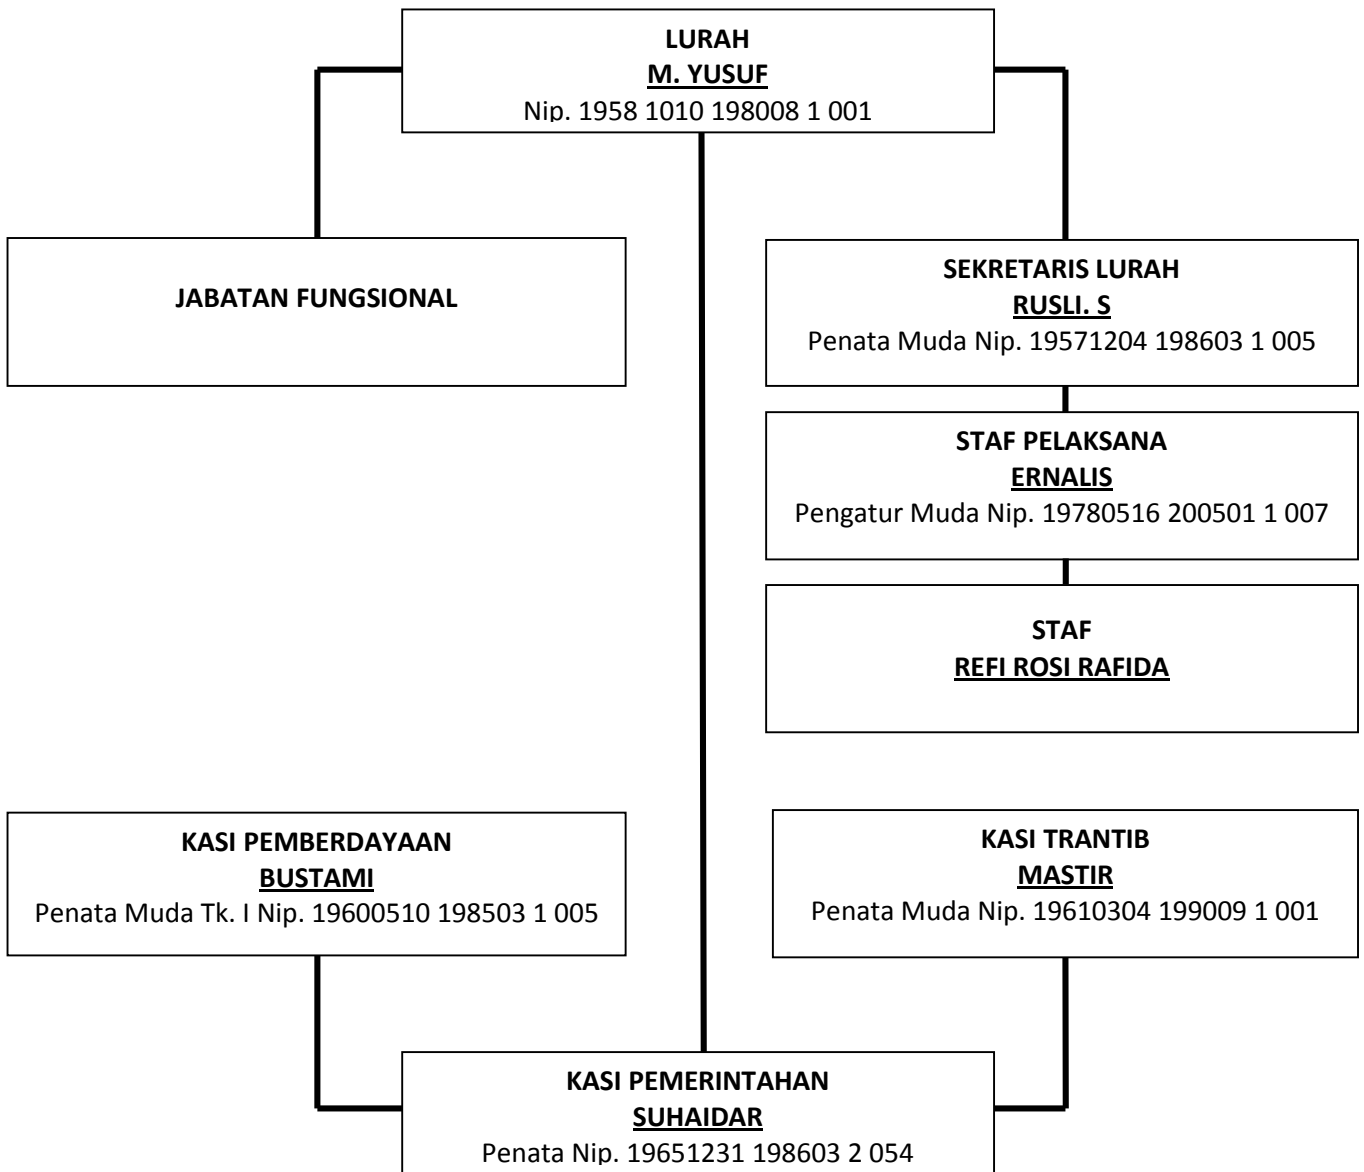 LURAH
M. YUSUF
Nip. 1958 1010 198008 1 001
JABATAN FUNGSIONAL
SEKRETARIS LURAH
RUSLI. S
Penata Muda Nip. 19571204 198603 1 005
STAF PELAKSANA
ERNALIS
Pengatur Muda Nip. 19780516 200501 1 007
STAF
REFI ROSI RAFIDA
KASI PEMBERDAYAAN
BUSTAMI
Penata Muda Tk. I Nip. 19600510 198503 1 005
KASI TRANTIB
MASTIR
Penata Muda Nip. 19610304 199009 1 001
KASI PEMERINTAHAN
SUHAIDAR
Penata Nip. 19651231 198603 2 054